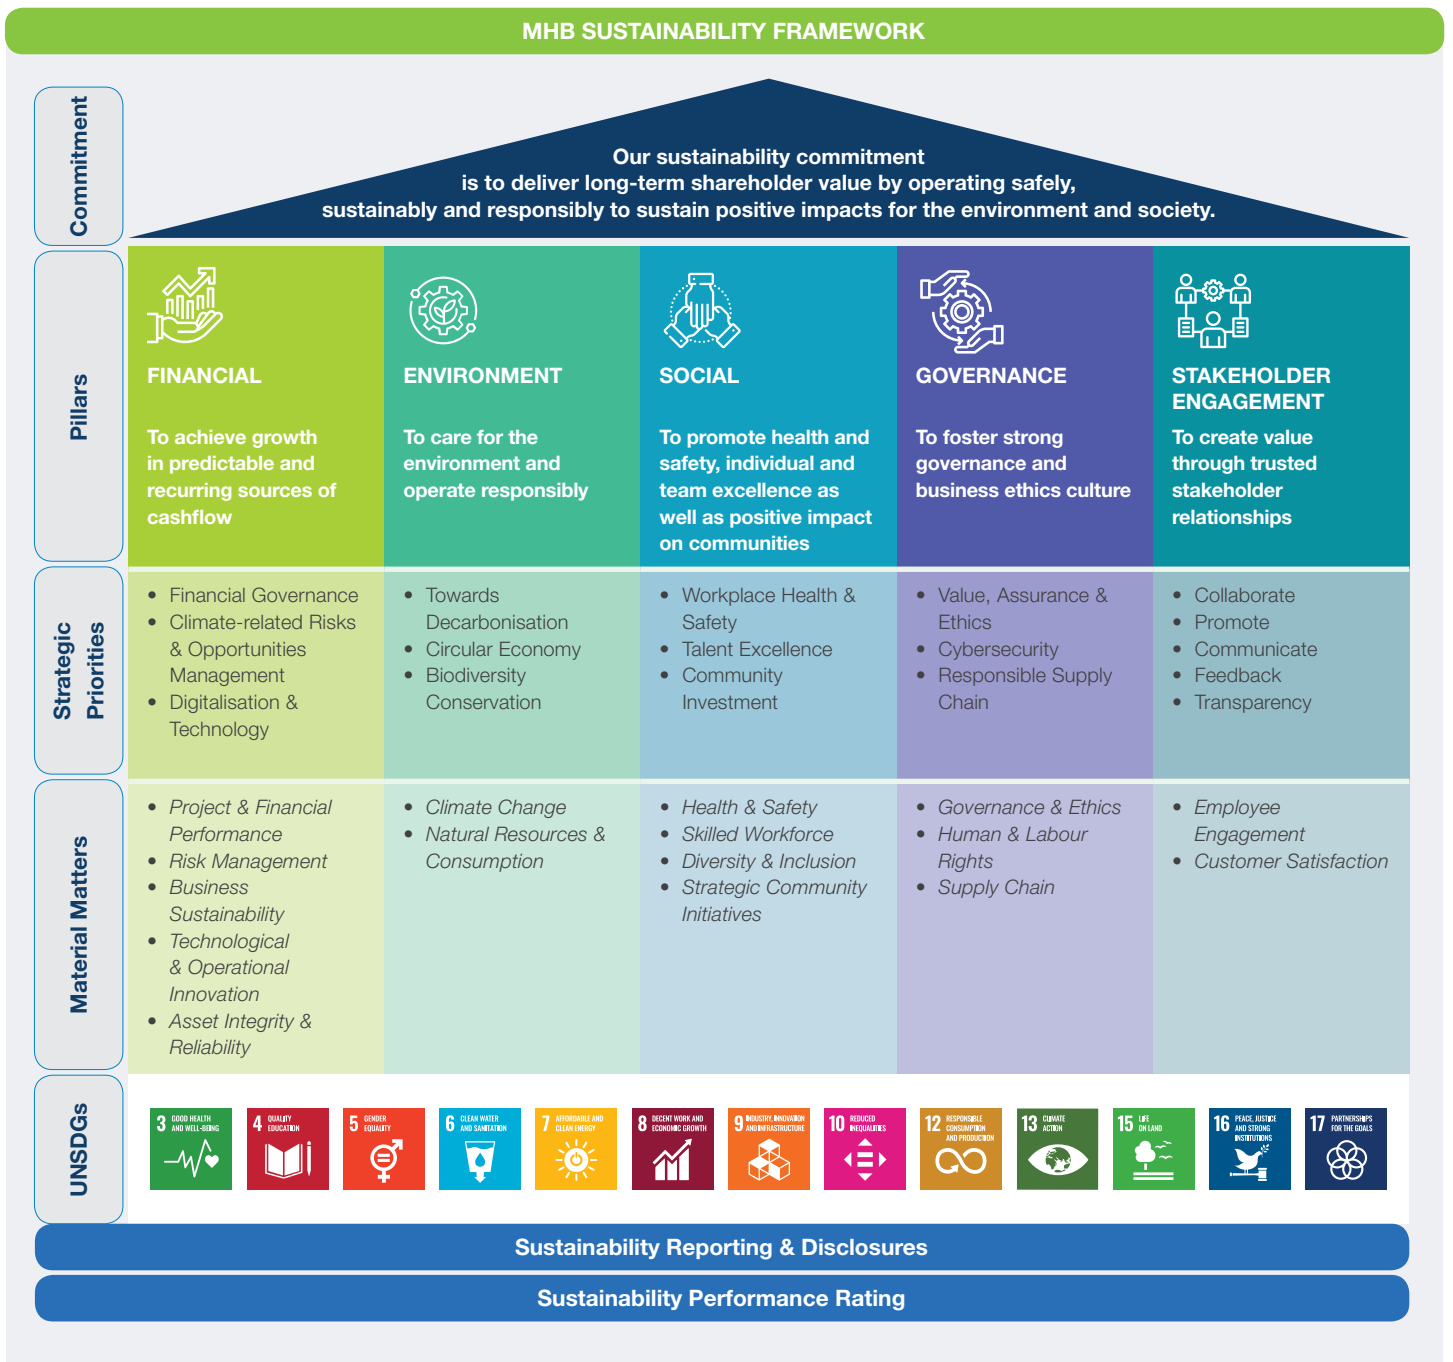 MHB SUSTAINABILITY FRAMEWORK
Commitment
Our sustainability commitment
is to deliver long-term shareholder value by operating safely,
sustainably and responsibly to sustain positive impacts for the environment and society.
Pillars
FINANCIAL
To achieve growth
in predictable and
recurring sources of
cashflow
ENVIRONMENT
To care for the
environment and
operate responsibly
SOCIAL
To promote health and
safety, individual and
team excellence as
well as positive impact
on communities
GOVERNANCE
To foster strong
governance and
business ethics culture
STAKEHOLDER
ENGAGEMENT
To create value
through trusted
stakeholder
relationships
Strategic
Priorities
• Financial Governance
• Climate-related Risks
& Opportunities
Management
• Digitalisation &
Technology
• Towards
Decarbonisation
• Circular Economy
• Biodiversity
Conservation
• Workplace Health &
Safety
• Talent Excellence
• Community
Investment
• Value, Assurance &
Ethics
• Cybersecurity
• Responsible Supply
Chain
• Collaborate
• Promote
• Communicate
• Feedback
• Transparency
Material Matters
• Project & Financial
Performance
• Risk Management
• Business
Sustainability
• Technological
& Operational
Innovation
• Asset Integrity &
Reliability
• Climate Change
• Natural Resources &
Consumption
• Health & Safety
• Skilled Workforce
• Diversity & Inclusion
• Strategic Community
Initiatives
• Governance & Ethics
• Human & Labour
Rights
• Supply Chain
• Employee
Engagement
• Customer Satisfaction
UNSDGs
3 GOOD HEALTH
AND WELL-BEING
4 QUALITY
EDUCATION
5 GENDER
EQUALITY
6 CLEAN WATER
AND SANITATION
7 AFFORDABLE AND
CLEAN ENERGY
8 DECENT WORK AND
ECONOMIC GROWTH
9 INDUSTRY, INNOVATION
AND INFRASTRUCTURE
10 REDUCED
INEQUALITIES
12 RESPONSIBLE
CONSUMPTION
AND PRODUCTION
13 CLIMATE
ACTION
15 LIFE
ON LAND
16 PEACE, JUSTICE
AND STRONG
INSTITUTIONS
17 PARTNERSHIPS
FOR THE GOALS
Sustainability Reporting & Disclosures
Sustainability Performance Rating